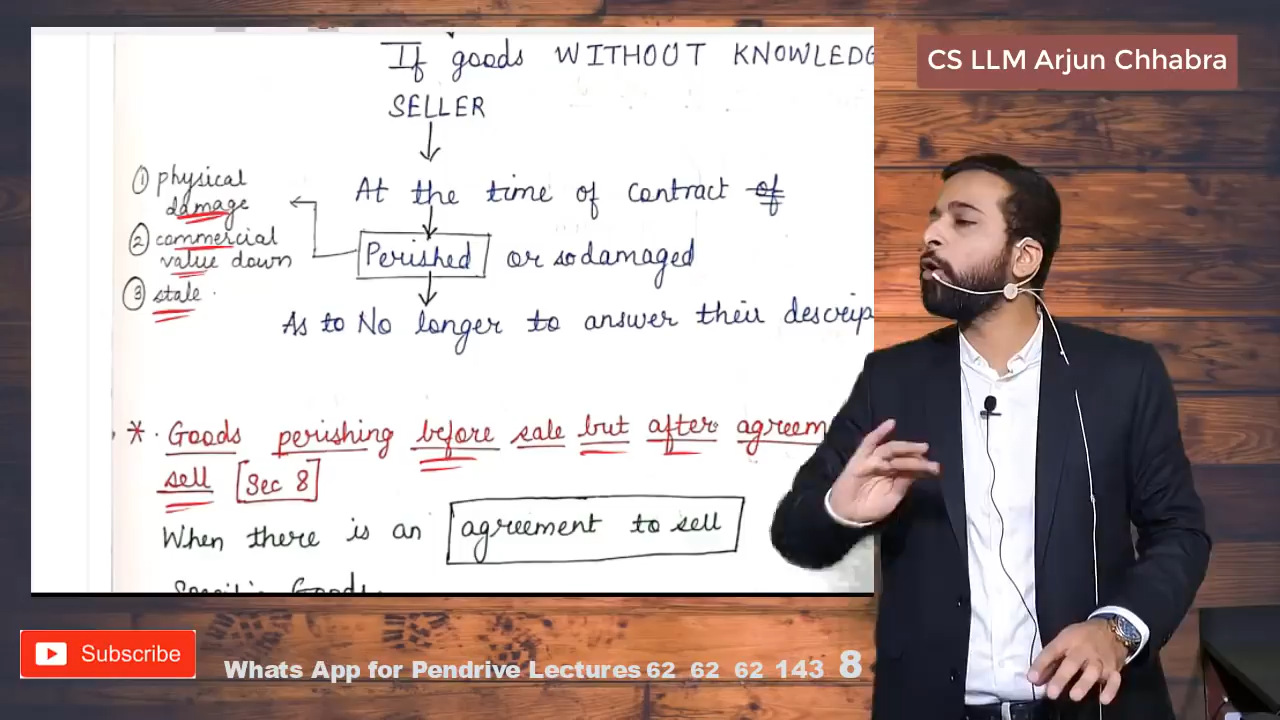 CS LLM Arjun Chhabra
If goods WITHOUT KNOWLEDG
SELLER
At the time of contract of
Perished or so damaged
As to No longer to answer their descrip
① physical
damage
② commercial
value down
③ stale
* Goods perishing before sale but after agreem
sell [Sec 8]
When there is an agreement to sell
Specific Goods
Subscribe
Whats App for Pendrive Lectures 62 62 62 143 8